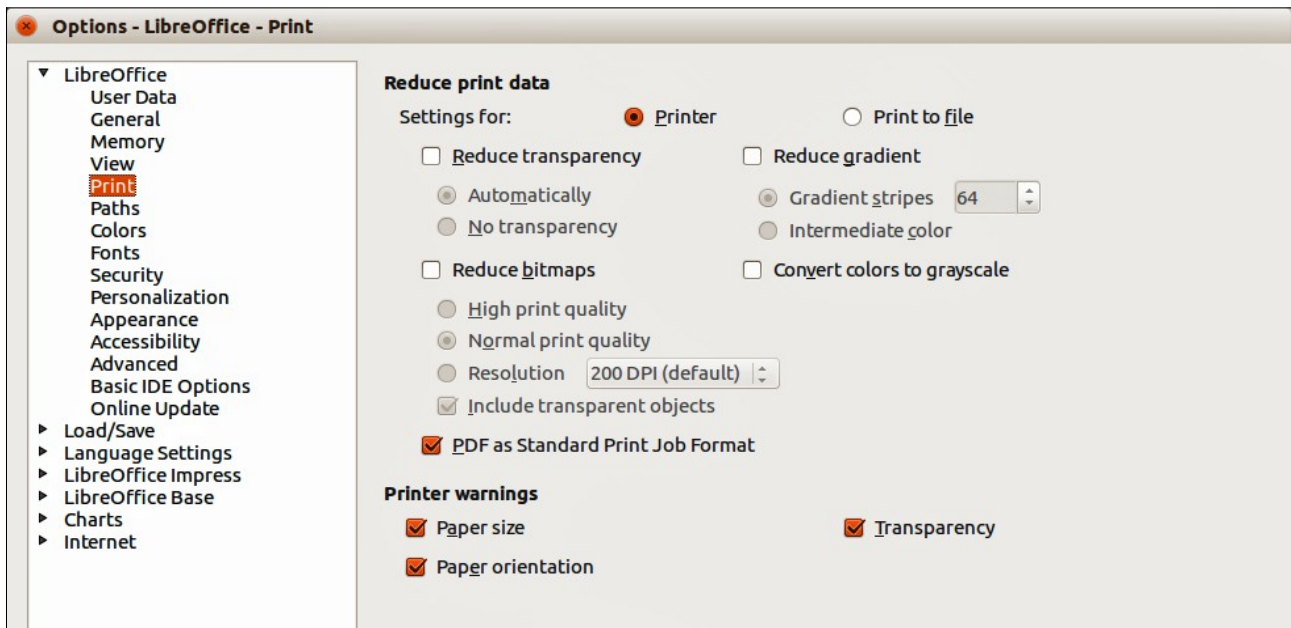 Options - LibreOffice - Print
LibreOffice
User Data
General
Memory
View
Print
Paths
Colors
Fonts
Security
Personalization
Appearance
Accessibility
Advanced
Basic IDE Options
Online Update
Load/Save
Language Settings
LibreOffice Impress
LibreOffice Base
Charts
Internet
Reduce print data
Settings for: Printer Print to file
Reduce transparency Reduce gradient
Automatically Gradient stripes 64
No transparency Intermediate color
Reduce bitmaps Convert colors to grayscale
High print quality
Normal print quality
Resolution 200 DPI (default)
Include transparent objects
PDF as Standard Print Job Format
Printer warnings
Paper size Transparency
Paper orientation